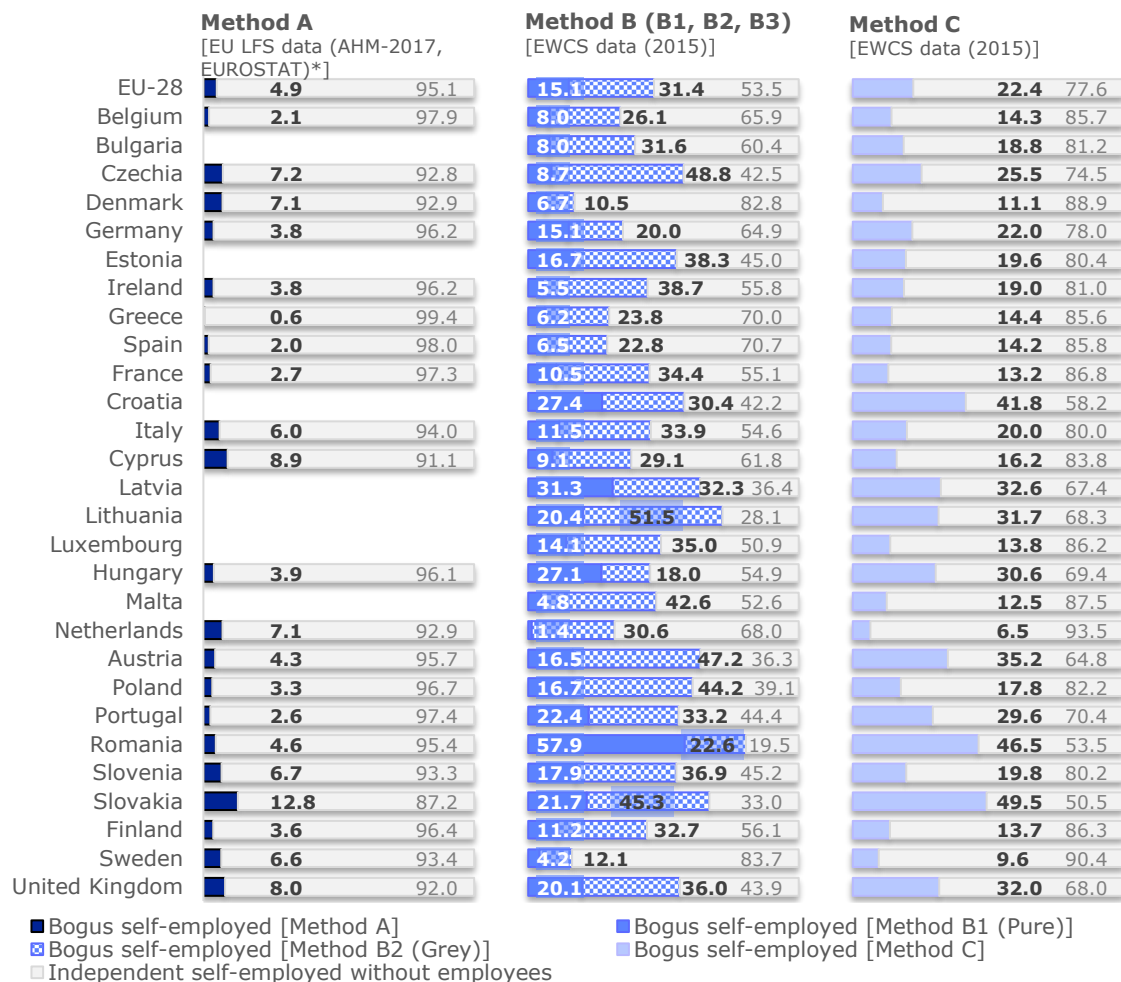 Method A Method B (B1, B2, B3) Method C
[EU LFS data (AHM-2017, [EWCS data (2015)] [EWCS data (2015)]
EUROSTAT)*]
EU-28 4.9 95.1 15.1 31.4 53.5 22.4 77.6
Belgium 2.1 97.9 8.0 26.1 65.9 14.3 85.7
Bulgaria 8.0 31.6 60.4 18.8 81.2
Czechia 7.2 92.8 8.7 48.8 42.5 25.5 74.5
Denmark 7.1 92.9 6.7 10.5 82.8 11.1 88.9
Germany 3.8 96.2 15.1 20.0 64.9 22.0 78.0
Estonia 16.7 38.3 45.0 19.6 80.4
Ireland 3.8 96.2 5.5 38.7 55.8 19.0 81.0
Greece 0.6 99.4 6.2 23.8 70.0 14.4 85.6
Spain 2.0 98.0 6.5 22.8 70.7 14.2 85.8
France 2.7 97.3 10.5 34.4 55.1 13.2 86.8
Croatia 27.4 30.4 42.2 41.8 58.2
Italy 6.0 94.0 11.5 33.9 54.6 20.0 80.0
Cyprus 8.9 91.1 9.1 29.1 61.8 16.2 83.8
Latvia 31.3 32.3 36.4 32.6 67.4
Lithuania 20.4 51.5 28.1 31.7 68.3
Luxembourg 14.1 35.0 50.9 13.8 86.2
Hungary 3.9 96.1 27.1 18.0 54.9 30.6 69.4
Malta 4.8 42.6 52.6 12.5 87.5
Netherlands 7.1 92.9 1.4 30.6 68.0 6.5 93.5
Austria 4.3 95.7 16.5 47.2 36.3 35.2 64.8
Poland 3.3 96.7 16.7 44.2 39.1 17.8 82.2
Portugal 2.6 97.4 22.4 33.2 44.4 29.6 70.4
Romania 4.6 95.4 57.9 22.6 19.5 46.5 53.5
Slovenia 6.7 93.3 17.9 36.9 45.2 19.8 80.2
Slovakia 12.8 87.2 21.7 45.3 33.0 49.5 50.5
Finland 3.6 96.4 11.2 32.7 56.1 13.7 86.3
Sweden 6.6 93.4 4.2 12.1 83.7 9.6 90.4
United Kingdom 8.0 92.0 20.1 36.0 43.9 32.0 68.0
Bogus self-employed [Method A] Bogus self-employed [Method B1 (Pure)]
Bogus self-employed [Method B2 (Grey)] Bogus self-employed [Method C]
Independent self-employed without employees